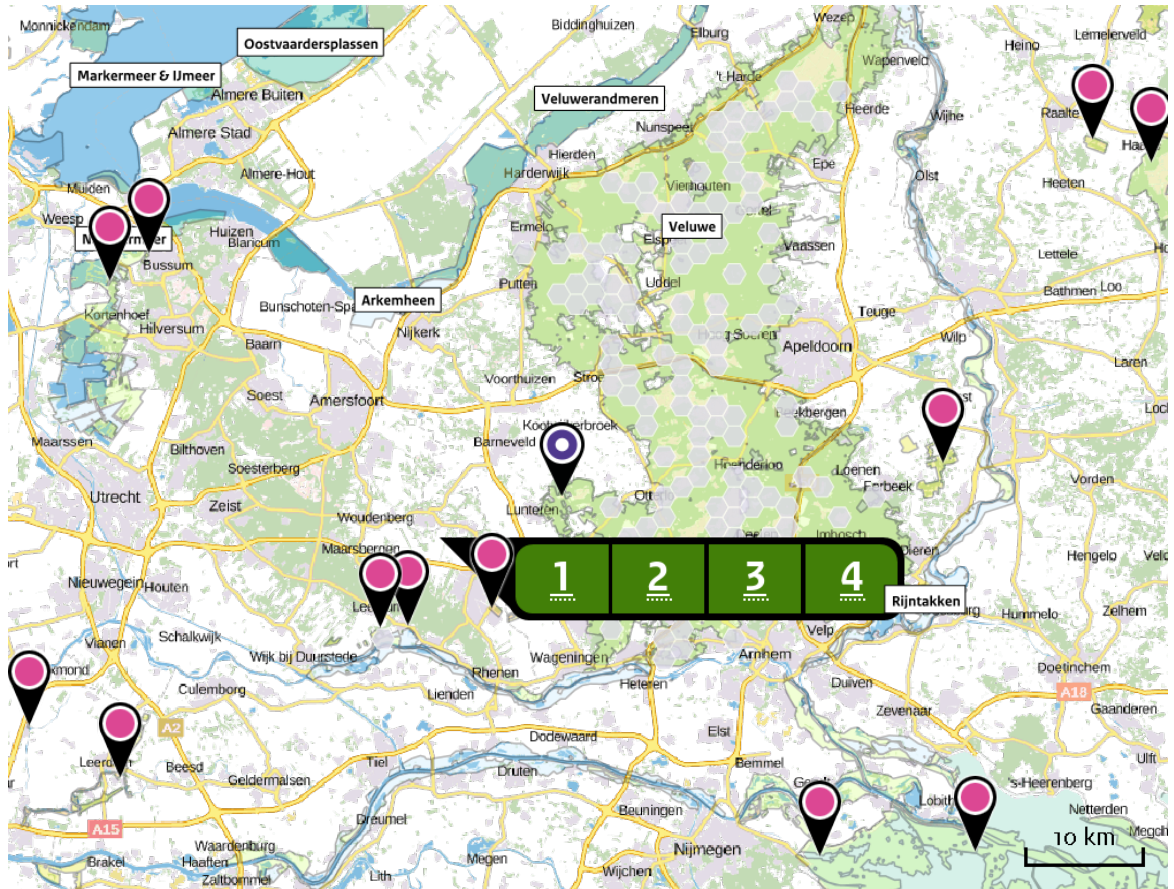 Monnickendam
Biddinghuizen
Wezep
Elburg
Heino
Lemelerveld
Oostvaardersplassen
Wapenveld
Markermeer & IJmeer
't Harde
Almere Buiten
Veluwerandmeren
Heerde
Raalte
Wijhe
Almere Stad
Nunspeet
Hierden
Epe
Harderwijk
Almere-Hout
Vierhouten
Olst
Heeten
Muiden
Weesp
Huizen
Blaricum
Ermelo
Veluwe
Vaassen
Lettele
Bussum
Putten
Uddel
Bathmen
Loo
Arkemheen
Kortenhoef
Hilversum
Nijkerk
Teuge
Wilp
Baarn
Apeldoorn
Laren
Voorthuizen
Stroe
Soest
Amersfoort
Maarssen
Barneveld
Bilthoven
Soesterberg
Hoenderloo
Loenen
Vorden
Utrecht
Zeist
Lunteren
Woudenberg
Imbosch
Maarsbergen
Dieren
Hengelo
Nieuwegein
Houten
1
2
3
4
Rijntakken
Zelhem
Hummelo
Schalkwijk
Velp
Vianen
Wijk bij Duurstede
Wageningen
Arnhem
Rhenen
Doetinchem
Culemborg
Lienden
Heteren
Duiven
A18
Zevenaar
Gaanderen
A2
Dodewaard
Elst
Ulft
Beesd
Tiel
Bemmel
Geldermalsen
Druten
's-Heerenberg
Beuningen
Netterden
Dreumel
A15
10 km
Waardenburg
Nijmegen
Brakel
Haaften
Megen
Zaltbommel
Lith
Wijchen